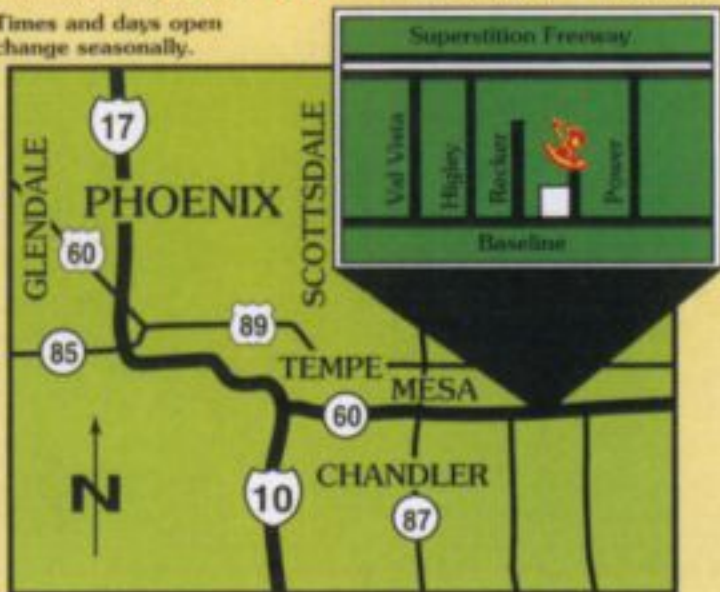 Times and days open
change seasonally.
Superstition Freeway
Val Vista
Higley
Recker
Power
Baseline
17
GLENDALE
PHOENIX
SCOTTSDALE
60
89
85
TEMPE
MESA
60
N
10
CHANDLER
87